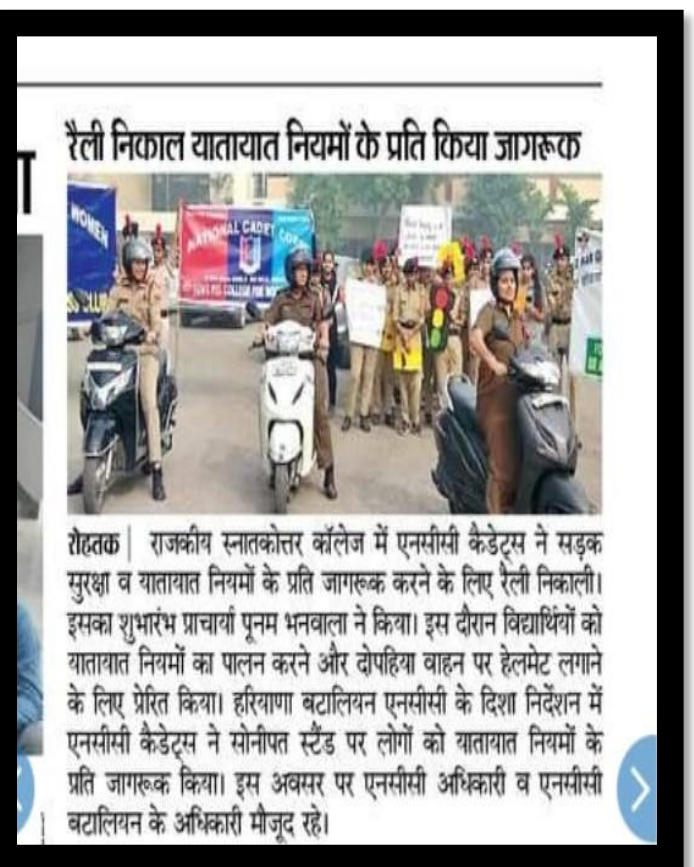 रैली निकाल यातायात नियमों के प्रति किया जागरूक
WOMEN
NATIONAL CADET CORPS
रोहतक | राजकीय स्नातकोत्तर कॉलेज में एनसीसी कैडेट्स ने सड़क
सुरक्षा व यातायात नियमों के प्रति जागरूक करने के लिए रैली निकाली।
इसका शुभारंभ प्राचार्या पूनम भनवाला ने किया। इस दौरान विद्यार्थियों को
यातायात नियमों का पालन करने और दोपहिया वाहन पर हेलमेट लगाने
के लिए प्रेरित किया। हरियाणा बटालियन एनसीसी के दिशा निर्देशन में
एनसीसी कैडेट्स ने सोनीपत स्टैंड पर लोगों को यातायात नियमों के
प्रति जागरूक किया। इस अवसर पर एनसीसी अधिकारी व एनसीसी
बटालियन के अधिकारी मौजूद रहे।